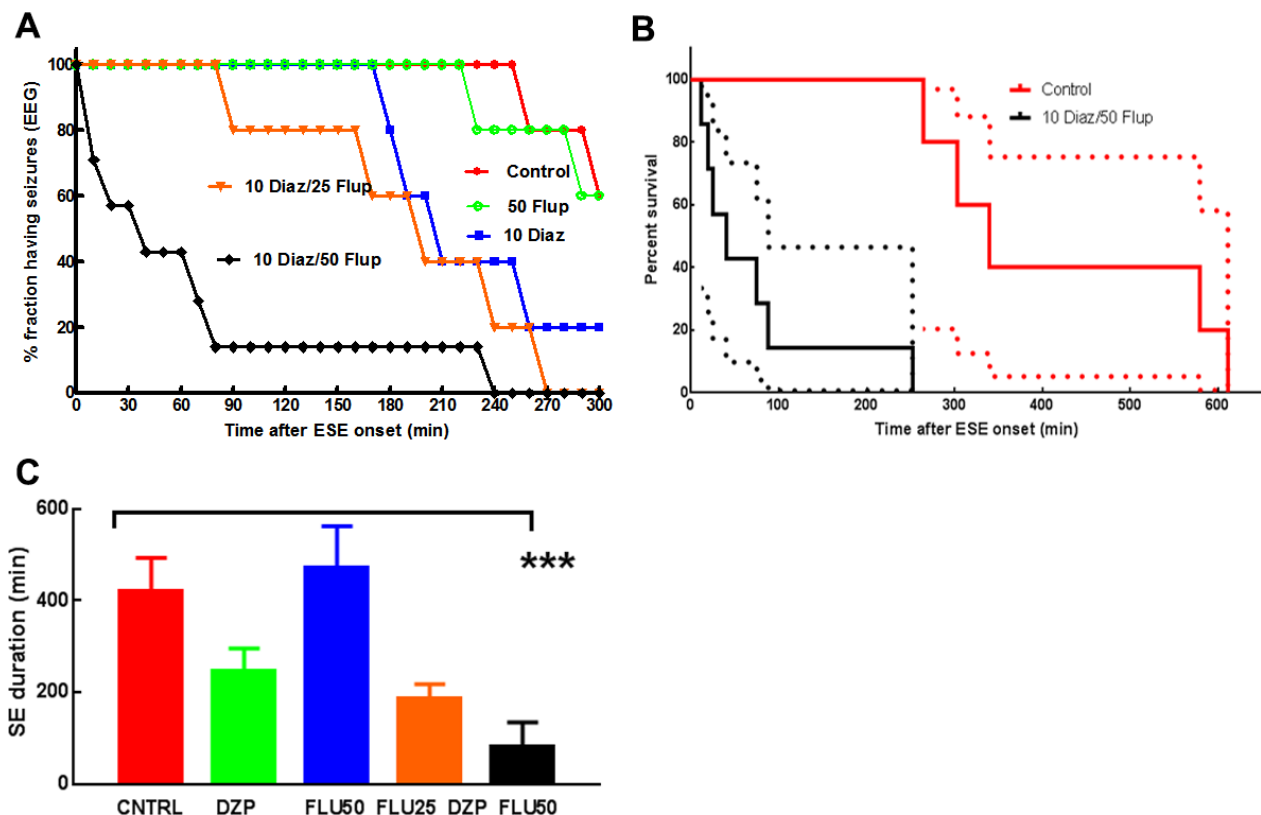 A
% fraction having seizures (EEG)
100
80
60
40
20
0
10 Diaz/25 Flup
10 Diaz/50 Flup
Control
50 Flup
10 Diaz
0 30 60 90 120 150 180 210 240 270 300
Time after ESE onset (min)
B
Percent survival
100
80
60
40
20
0
Control
10 Diaz/50 Flup
0 100 200 300 400 500 600
Time after ESE onset (min)
C
SE duration (min)
600
400
200
0
***
CNTRL DZP FLU50 FLU25 DZP FLU50